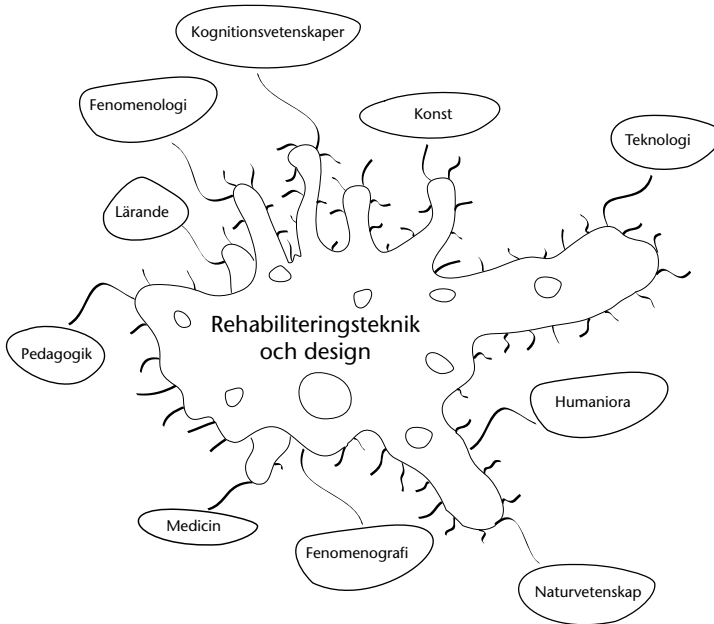 Kognitionsvetenskaper
Fenomenologi
Konst
Teknologi
Lärande
Rehabiliteringsteknik
och design
Pedagogik
Humaniora
Medicin
Fenomenografi
Naturvetenskap